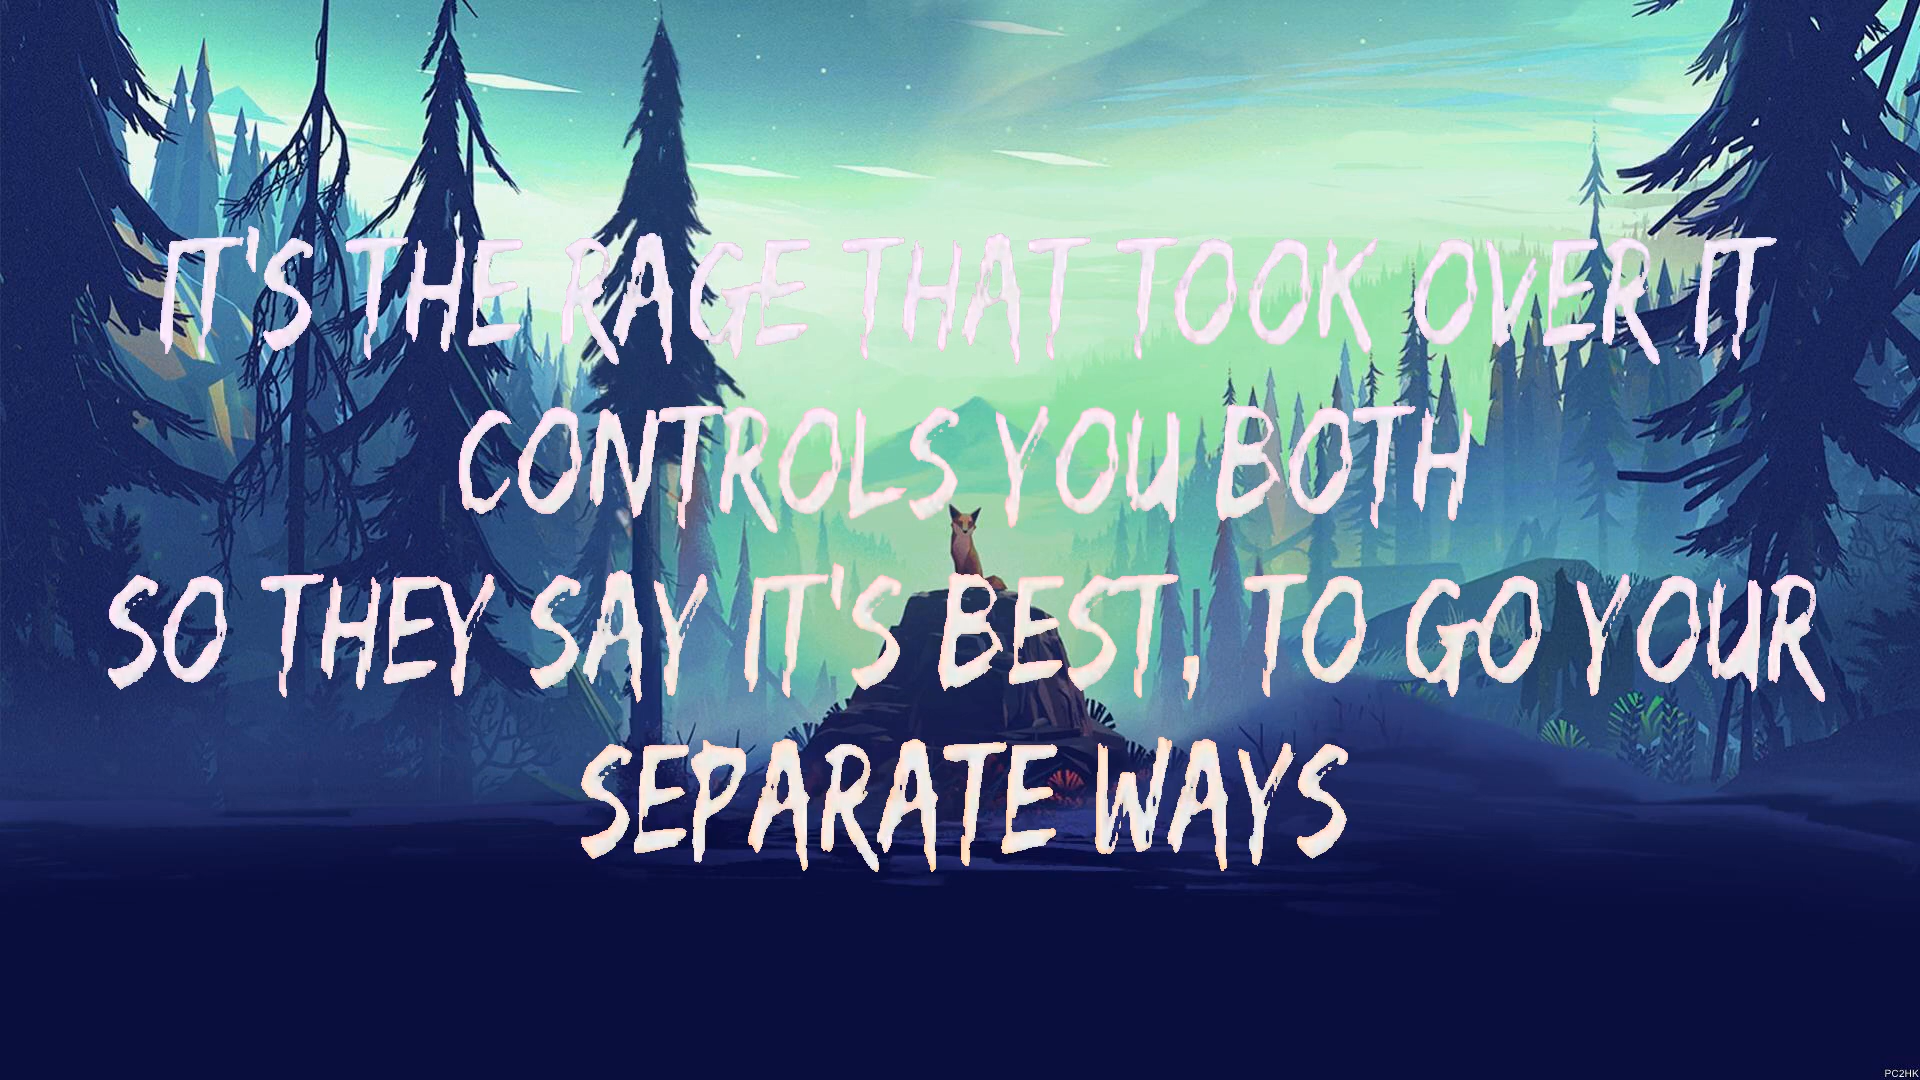 IT'S THE RAGE THAT TOOK OVER IT
CONTROLS YOU BOTH
SO THEY SAY IT'S BEST, TO GO YOUR
SEPARATE WAYS
PC2HK